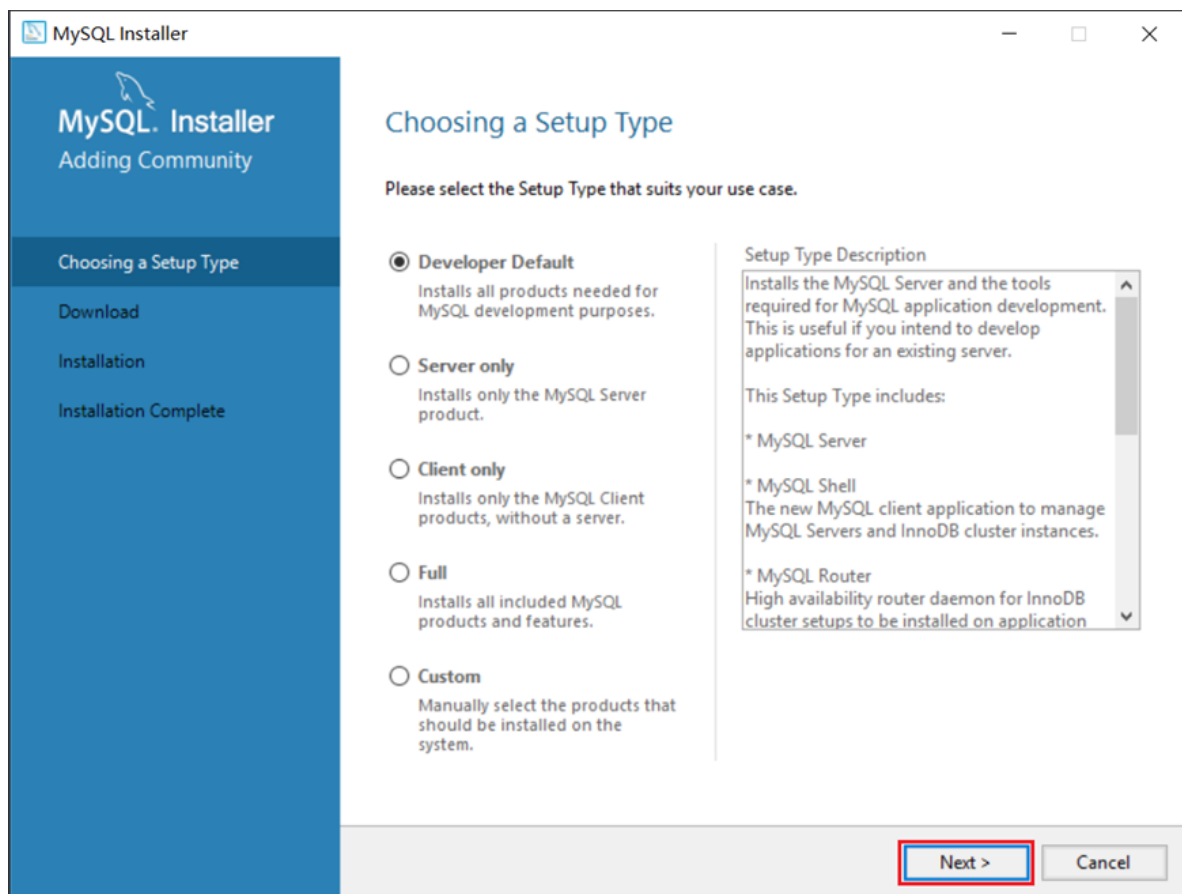 MySQL Installer
MySQL. Installer
Adding Community
Choosing a Setup Type
Download
Installation
Installation Complete
Choosing a Setup Type
Please select the Setup Type that suits your use case.
Developer Default
Installs all products needed for
MySQL development purposes.
Server only
Installs only the MySQL Server
product.
Client only
Installs only the MySQL Client
products, without a server.
Full
Installs all included MySQL
products and features.
Custom
Manually select the products that
should be installed on the
system.
Setup Type Description
Installs the MySQL Server and the tools
required for MySQL application development.
This is useful if you intend to develop
applications for an existing server.
This Setup Type includes:
* MySQL Server
* MySQL Shell
The new MySQL client application to manage
MySQL Servers and InnoDB cluster instances.
* MySQL Router
High availability router daemon for InnoDB
cluster setups to be installed on application
Next >
Cancel